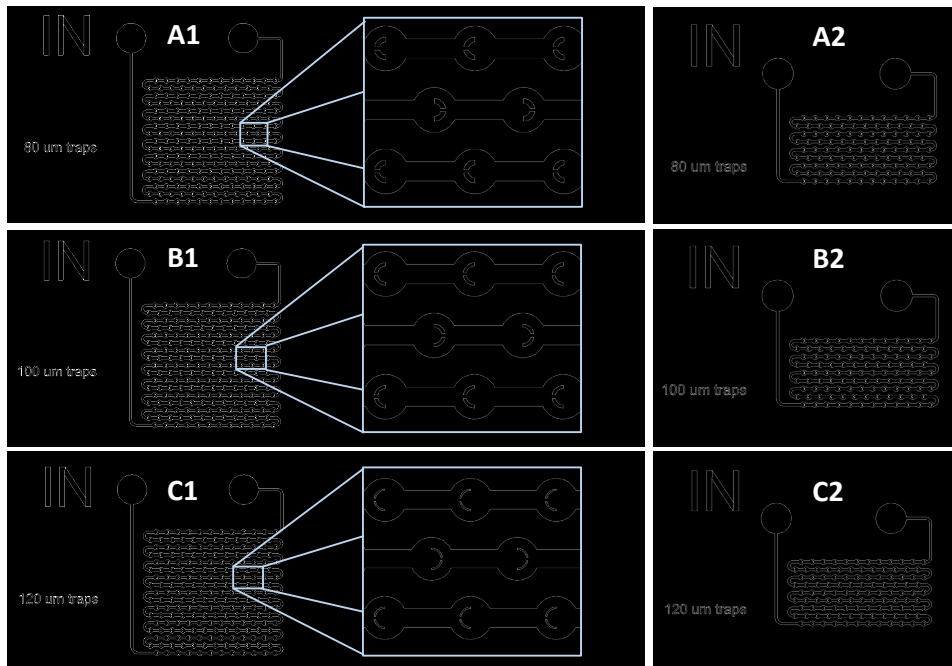 IN
A1
80 um traps
IN
A2
80 um traps
IN
B1
100 um traps
IN
B2
100 um traps
IN
C1
120 um traps
IN
C2
120 um traps